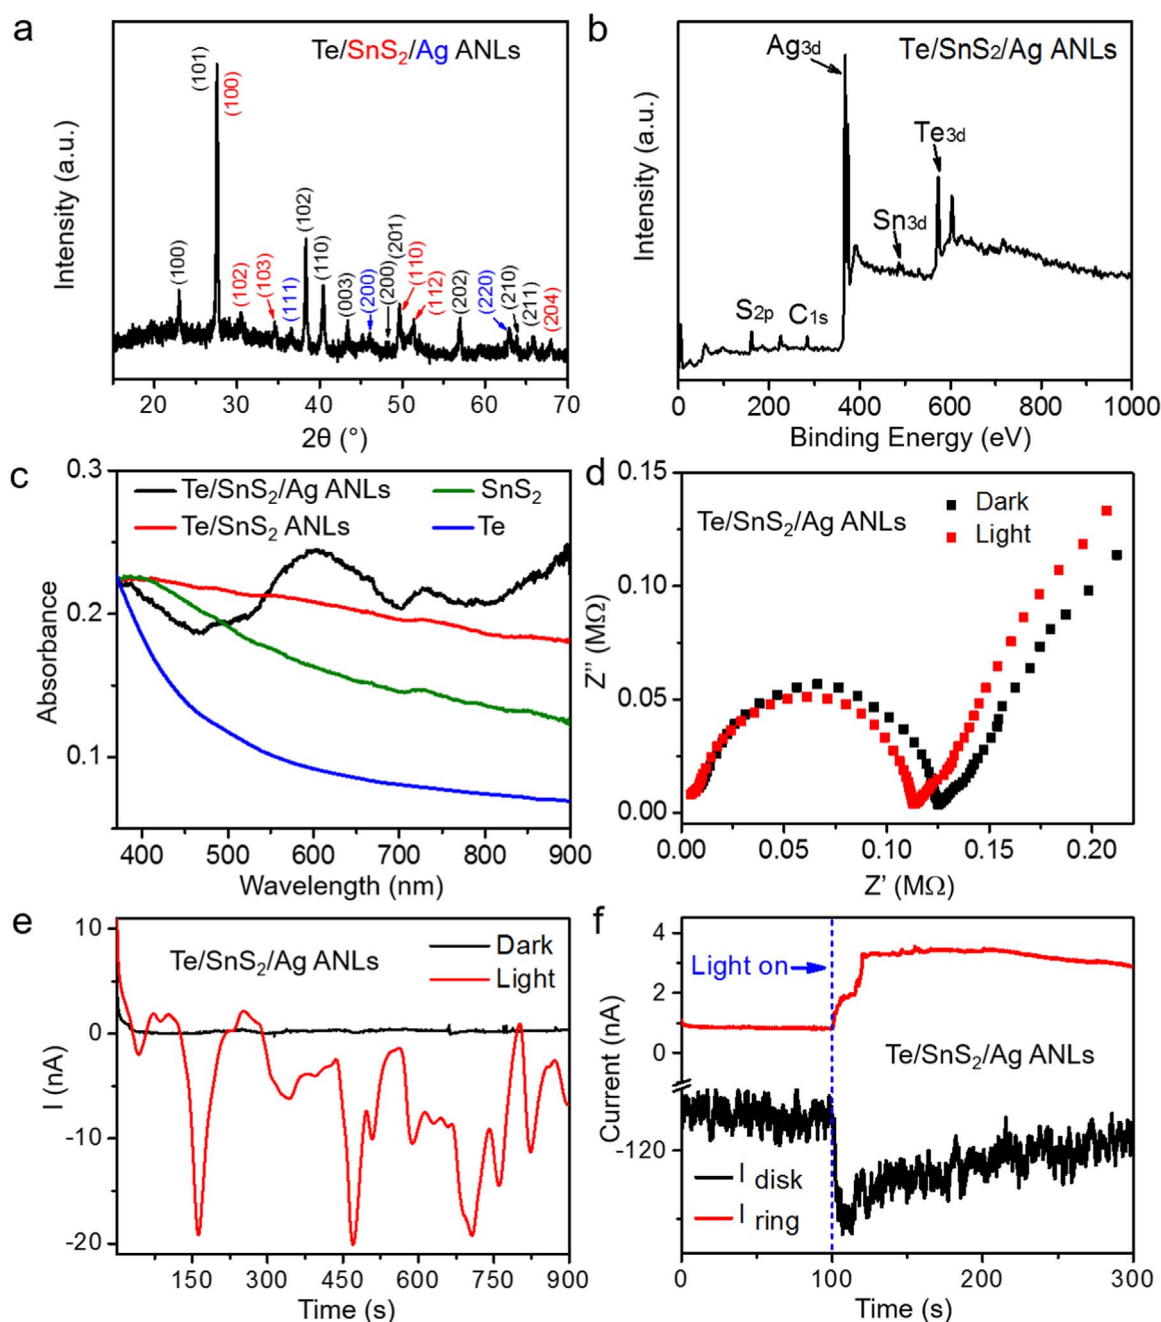 a
Te/SnS₂/Ag ANLs
(100)
(101)
(100)
(102)
(103)
(111)
(102)
(110)
(003)
(200)
(200)
(201)
(110)
(112)
(202)
(220)
(210)
(211)
(204)
Intensity (a.u.)
20 30 40 50 60 70
2θ (°)
b
Te/SnS₂/Ag ANLs
Ag3d
Te3d
Sn3d
S2p
C1s
Intensity (a.u.)
0 200 400 600 800 1000
Binding Energy (eV)
c
Te/SnS₂/Ag ANLs
SnS₂
Te/SnS₂ ANLs
Te
0.3
0.2
0.1
Absorbance
400 500 600 700 800 900
Wavelength (nm)
d
Te/SnS₂/Ag ANLs
Dark
Light
0.15
0.10
0.05
0.00
Z'' (MΩ)
0.00 0.05 0.10 0.15 0.20
Z' (MΩ)
e
Te/SnS₂/Ag ANLs
Dark
Light
10
0
-10
-20
I (nA)
150 300 450 600 750 900
Time (s)
f
Light on
Te/SnS₂/Ag ANLs
4
2
0
-120
Current (nA)
I disk
I ring
0 100 200 300
Time (s)